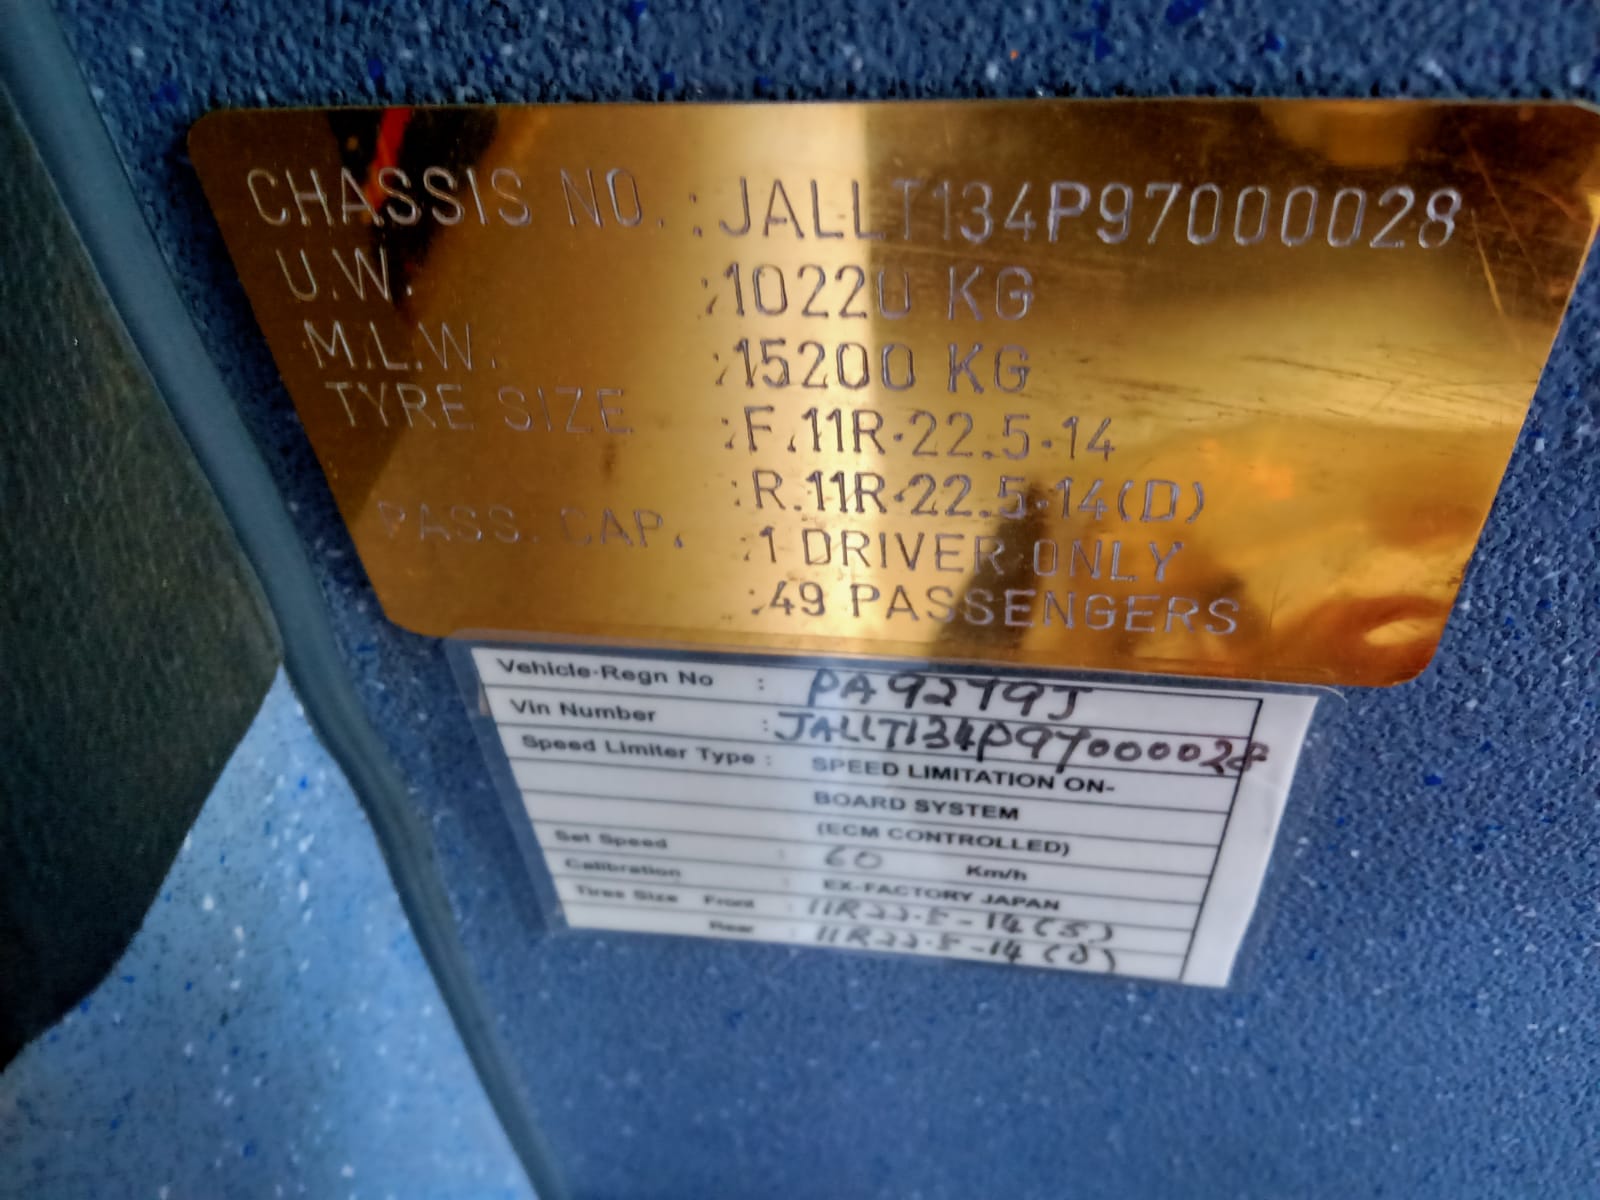 CHASSIS NO. : JALLT134P97000028
U.W. : 10220 KG
M.L.W. : 15200 KG
TYRE SIZE : F.11R-22.5-14
: R.11R-22.5-14(D)
PASS. CAP. : 1 DRIVER ONLY
: 49 PASSENGERS
Vehicle-Regn No : PA9279J
Vin Number : JALLT134P97000028
Speed Limiter Type : SPEED LIMITATION ON-
BOARD SYSTEM
(ECM CONTROLLED)
Set Speed : 60 Km/h
Calibration : EX-FACTORY JAPAN
Tires Size Front : 11R22.5-14(S)
Rear : 11R22.5-14(D)